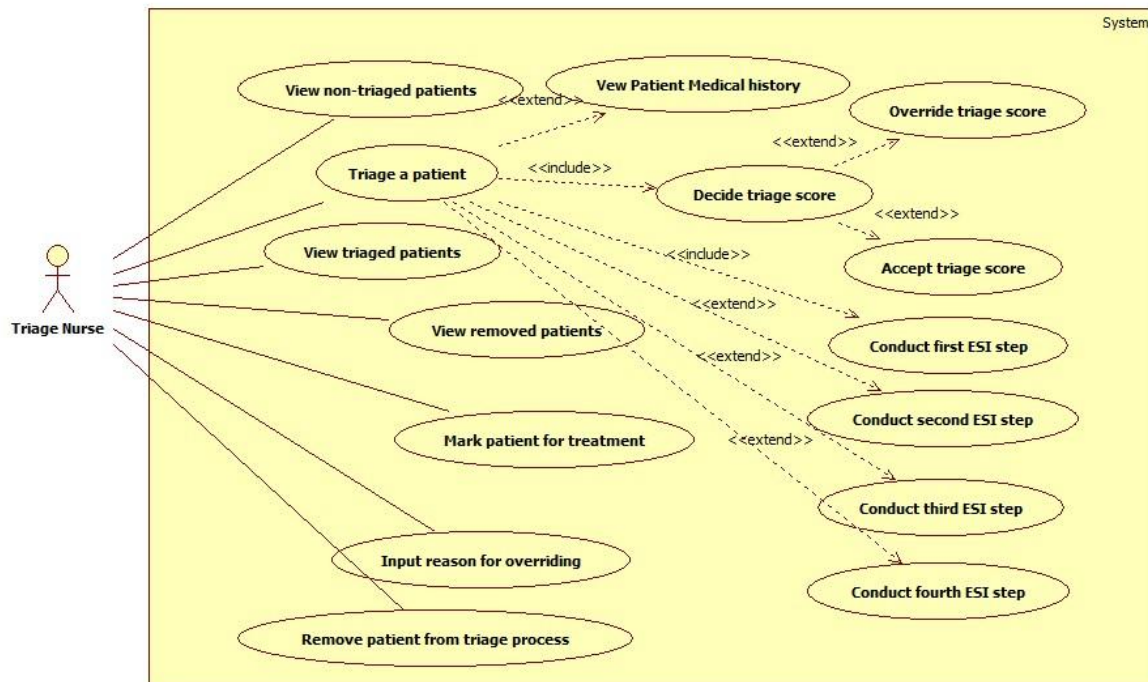 System
View non-triaged patients
Vew Patient Medical history
<<extend>>
Override triage score
<<extend>>
Triage a patient
<<include>>
Decide triage score
<<extend>>
View triaged patients
<<include>>
Accept triage score
<<extend>>
Triage Nurse
View removed patients
Conduct first ESI step
<<extend>>
Conduct second ESI step
Mark patient for treatment
<<extend>>
Conduct third ESI step
Input reason for overriding
Conduct fourth ESI step
Remove patient from triage process